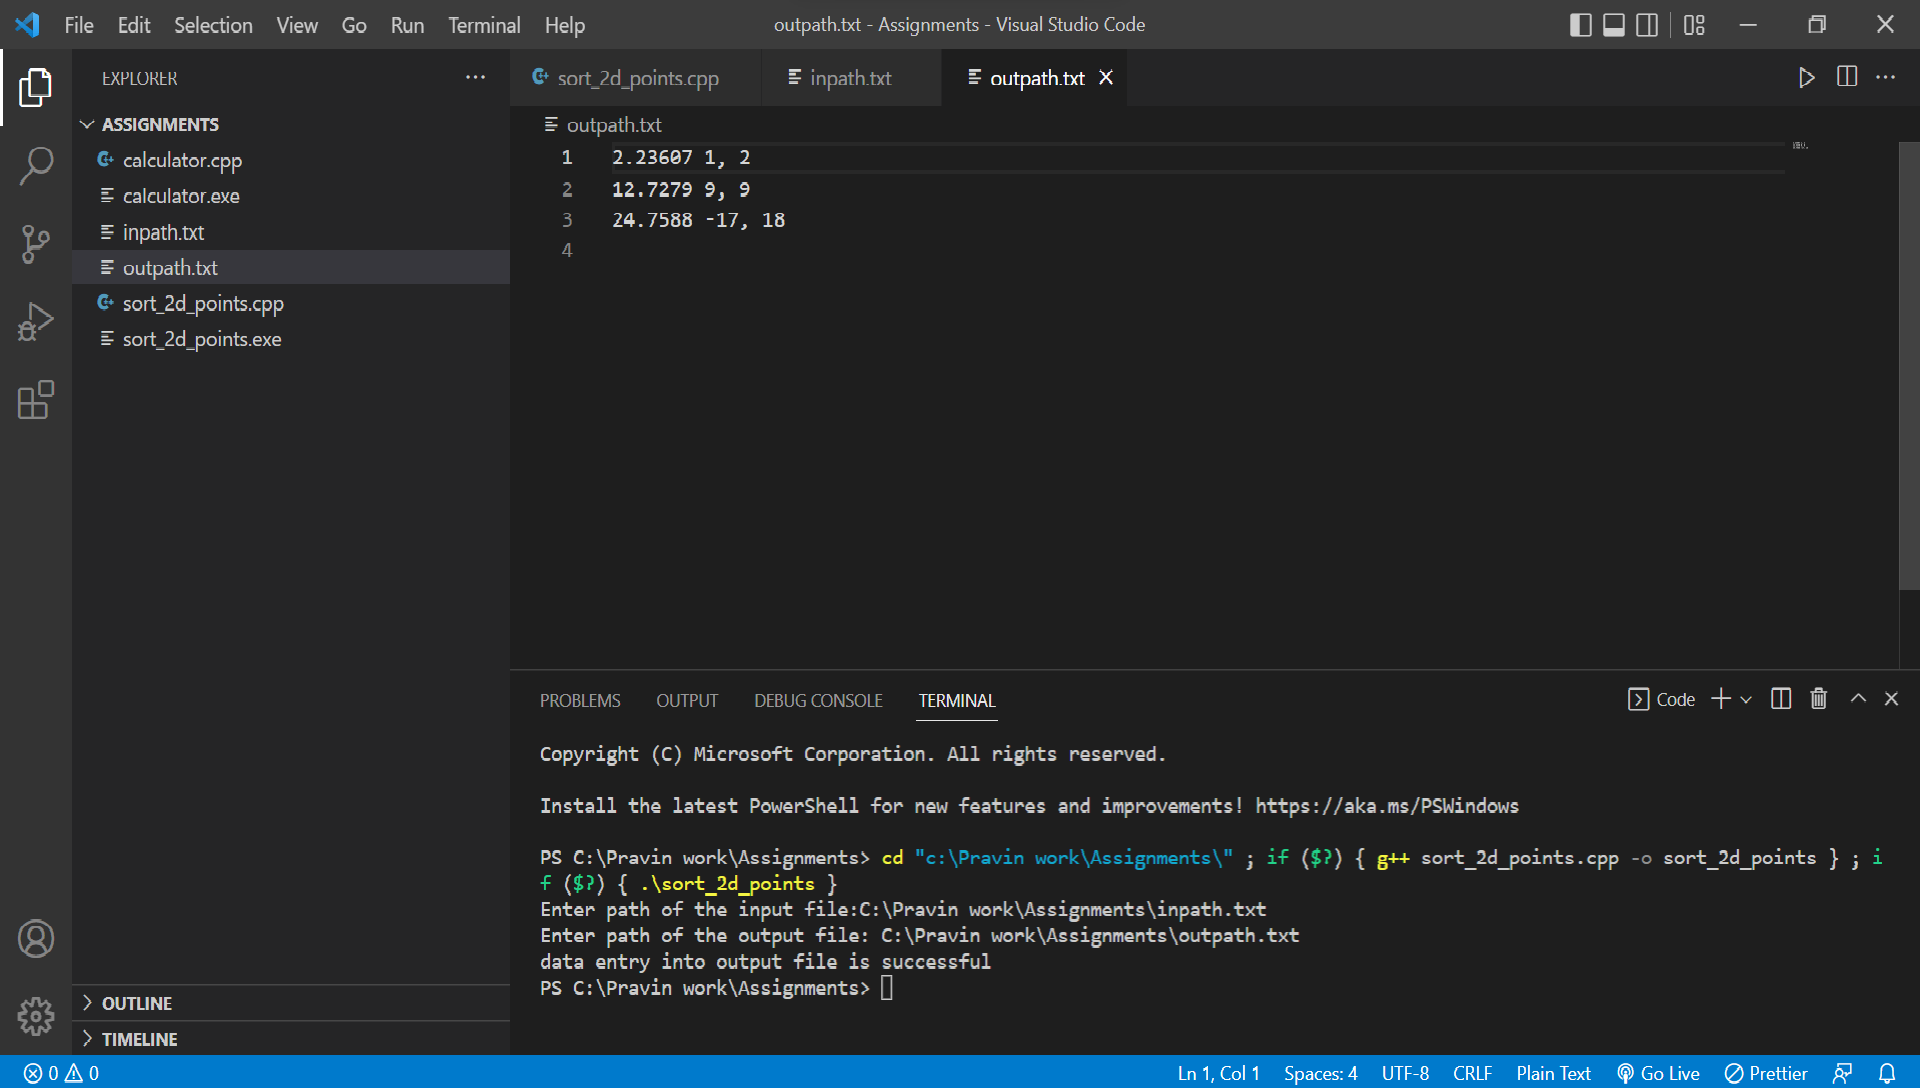 File Edit Selection View Go Run Terminal Help outpath.txt - Assignments - Visual Studio Code
EXPLORER
ASSIGNMENTS
calculator.cpp
calculator.exe
inpath.txt
outpath.txt
sort_2d_points.cpp
sort_2d_points.exe
OUTLINE
TIMELINE
sort_2d_points.cpp inpath.txt outpath.txt
outpath.txt
1 2.23607 1, 2
2 12.7279 9, 9
3 24.7588 -17, 18
4
PROBLEMS OUTPUT DEBUG CONSOLE TERMINAL Code
Copyright (C) Microsoft Corporation. All rights reserved.
Install the latest PowerShell for new features and improvements! https://aka.ms/PSWindows
PS C:\Pravin work\Assignments> cd "c:\Pravin work\Assignments\" ; if ($?) { g++ sort_2d_points.cpp -o sort_2d_points } ; i
f ($?) { .\sort_2d_points }
Enter path of the input file:C:\Pravin work\Assignments\inpath.txt
Enter path of the output file: C:\Pravin work\Assignments\outpath.txt
data entry into output file is successful
PS C:\Pravin work\Assignments>
0 0 Ln 1, Col 1 Spaces: 4 UTF-8 CRLF Plain Text Go Live Prettier